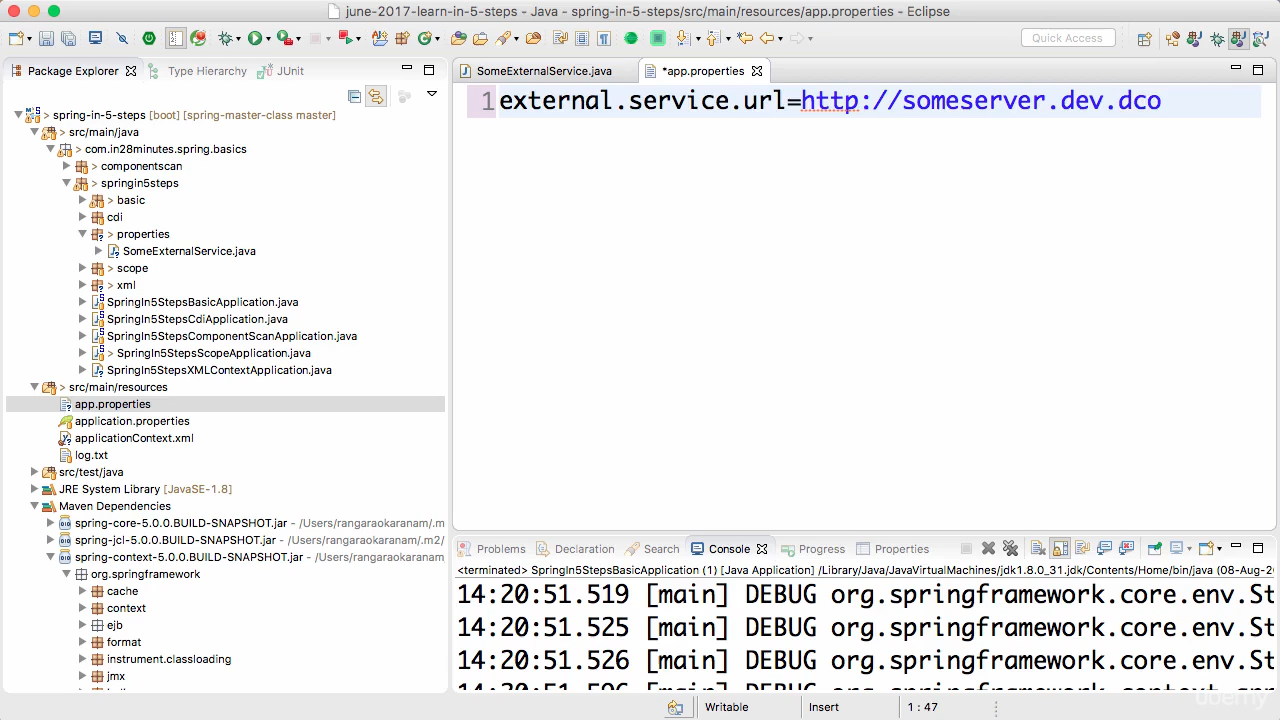 june-2017-learn-in-5-steps - Java - spring-in-5-steps/src/main/resources/app.properties - Eclipse
Quick Access
Package Explorer
Type Hierarchy
JUnit
> spring-in-5-steps [boot] [spring-master-class master]
> src/main/java
> com.in28minutes.spring.basics
> componentscan
> springin5steps
> basic
cdi
> properties
SomeExternalService.java
> scope
> xml
SpringIn5StepsBasicApplication.java
SpringIn5StepsCdiApplication.java
SpringIn5StepsComponentScanApplication.java
> SpringIn5StepsScopeApplication.java
SpringIn5StepsXMLContextApplication.java
> src/main/resources
app.properties
application.properties
applicationContext.xml
log.txt
src/test/java
JRE System Library [JavaSE-1.8]
Maven Dependencies
spring-core-5.0.0.BUILD-SNAPSHOT.jar - /Users/rangaraokaranam/.m
spring-jcl-5.0.0.BUILD-SNAPSHOT.jar - /Users/rangaraokaranam/.m2/
spring-context-5.0.0.BUILD-SNAPSHOT.jar - /Users/rangaraokaranam
org.springframework
cache
context
ejb
format
instrument.classloading
jmx
SomeExternalService.java
*app.properties
1 external.service.url=http://someserver.dev.dco
Problems
Declaration
Search
Console
Progress
Properties
<terminated> SpringIn5StepsBasicApplication (1) [Java Application] /Library/Java/JavaVirtualMachines/jdk1.8.0_31.jdk/Contents/Home/bin/java (08-Aug-2
14:20:51.519 [main] DEBUG org.springframework.core.env.St
14:20:51.525 [main] DEBUG org.springframework.core.env.St
14:20:51.526 [main] DEBUG org.springframework.core.env.St
Writable
Insert
1 : 47
udemy